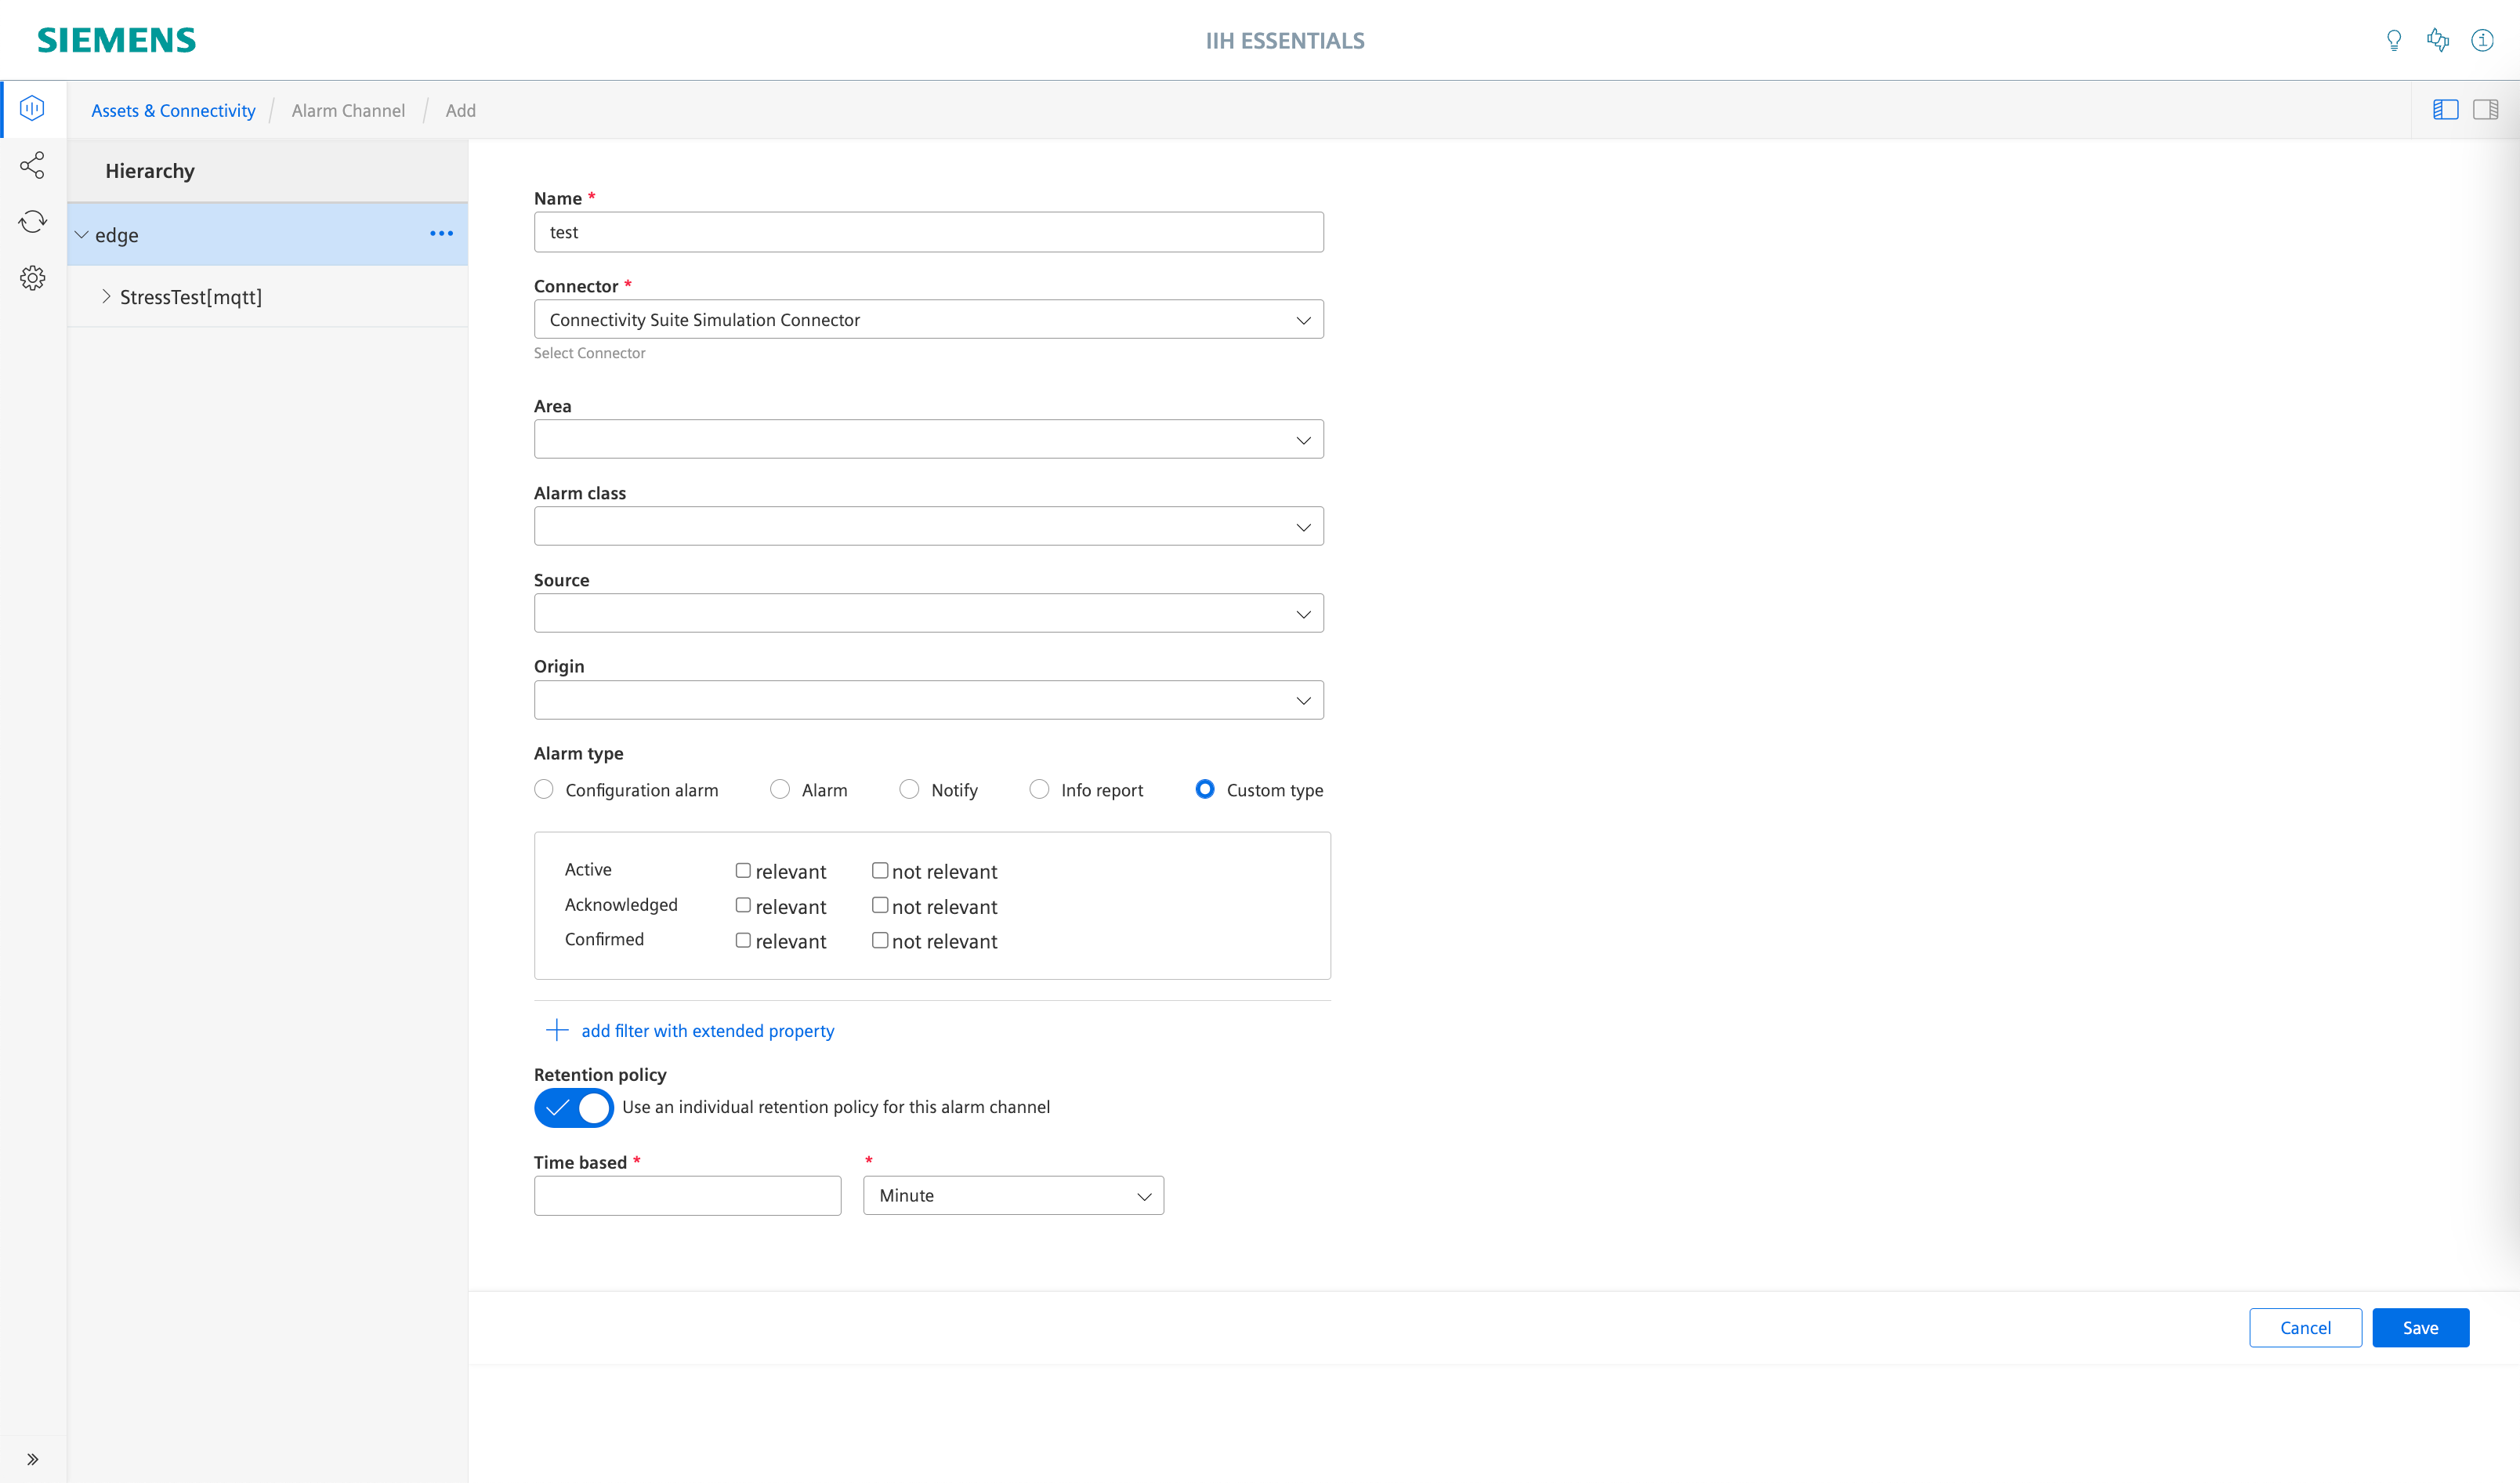 SIEMENS
IIH ESSENTIALS
Assets & Connectivity / Alarm Channel / Add
Hierarchy
edge
StressTest[mqtt]
Name *
test
Connector *
Connectivity Suite Simulation Connector
Select Connector
Area
Alarm class
Source
Origin
Alarm type
Configuration alarm Alarm Notify Info report Custom type
Active relevant not relevant
Acknowledged relevant not relevant
Confirmed relevant not relevant
add filter with extended property
Retention policy
Use an individual retention policy for this alarm channel
Time based * *
Minute
Cancel Save